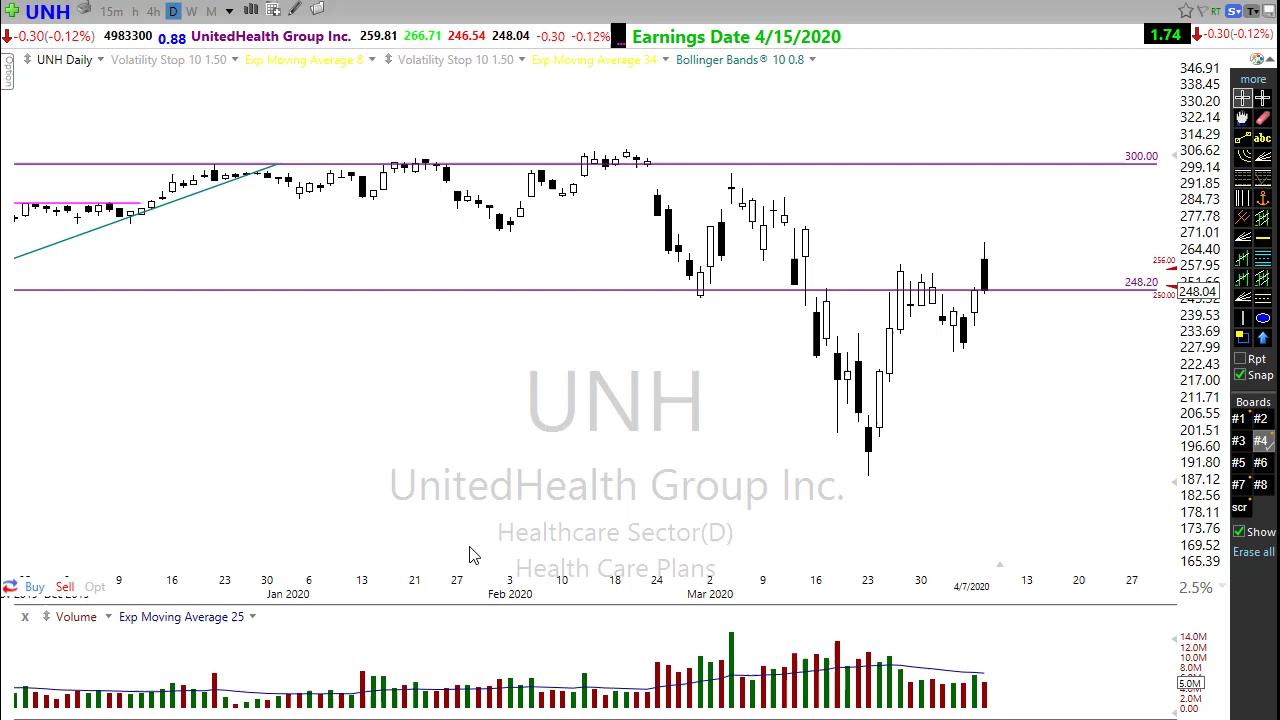 UNH 15m h 4h D W M RT S T
-0.30(-0.12%) 4983300 0.88 UnitedHealth Group Inc. 259.81 266.71 246.54 248.04 -0.30 -0.12% Earnings Date 4/15/2020 1.74 -0.30(-0.12%)
Option
UNH Daily Volatility Stop 10 1.50 Exp Moving Average 8 Volatility Stop 10 1.50 Exp Moving Average 34 Bollinger Bands® 10 0.8
346.91
338.45
330.20
322.14
314.29
306.62
299.14
291.85
284.73
277.78
271.01
264.40
257.95
248.04
239.53
233.69
227.99
222.43
217.00
211.71
206.55
201.51
196.60
191.80
187.12
182.56
178.11
173.76
169.52
165.39
300.00
256.00
248.20
250.00
UNH
UnitedHealth Group Inc.
Healthcare Sector(D)
Health Care Plans
more
abc
Rpt
Snap
Boards
#1 #2
#3 #4
#5 #6
#7 #8
scr
Show
Erase all
9 16 23 30 6 13 21 27 3 10 18 24 2 9 16 30 13 20 27
Buy Sell Opt
Jan 2020 Feb 2020 Mar 2020 4/7/2020
2.5%
X Volume Exp Moving Average 25
14.0M
12.0M
10.0M
8.0M
5.0M
2.0M
0.00